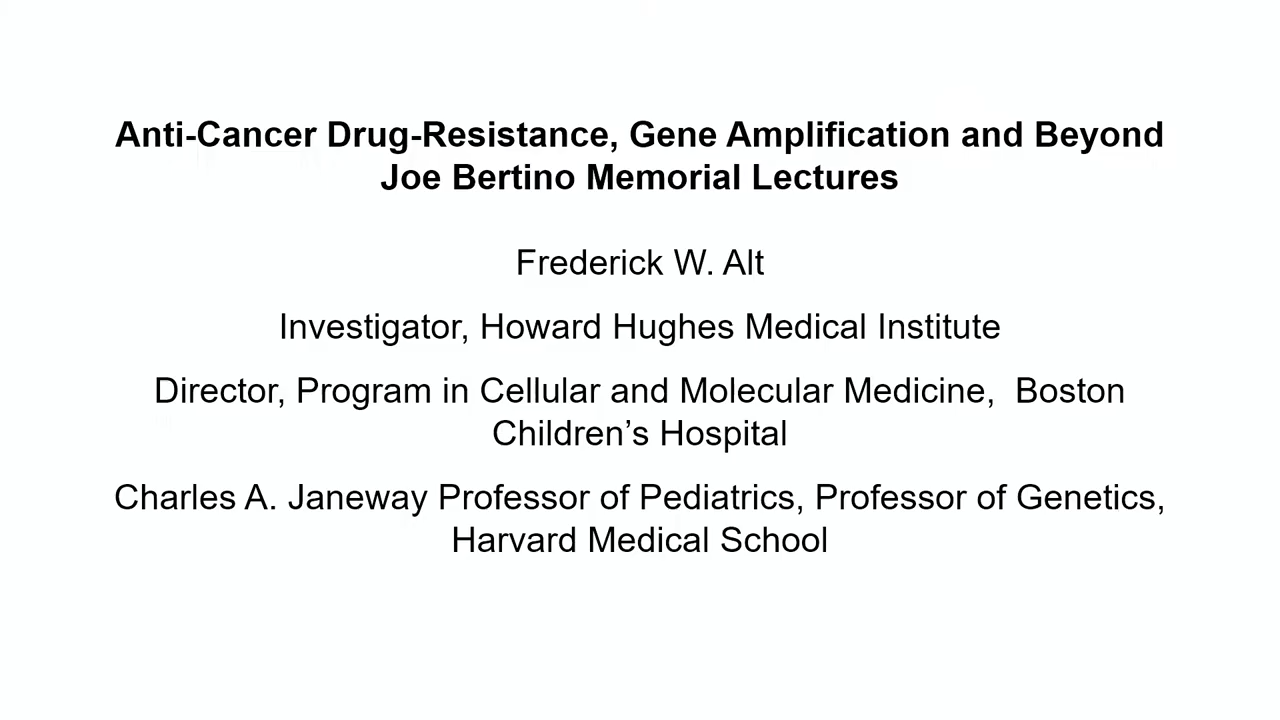 Anti-Cancer Drug-Resistance, Gene Amplification and Beyond
Joe Bertino Memorial Lectures
Frederick W. Alt
Investigator, Howard Hughes Medical Institute
Director, Program in Cellular and Molecular Medicine,  Boston
Children’s Hospital
Charles A. Janeway Professor of Pediatrics, Professor of Genetics,
Harvard Medical School